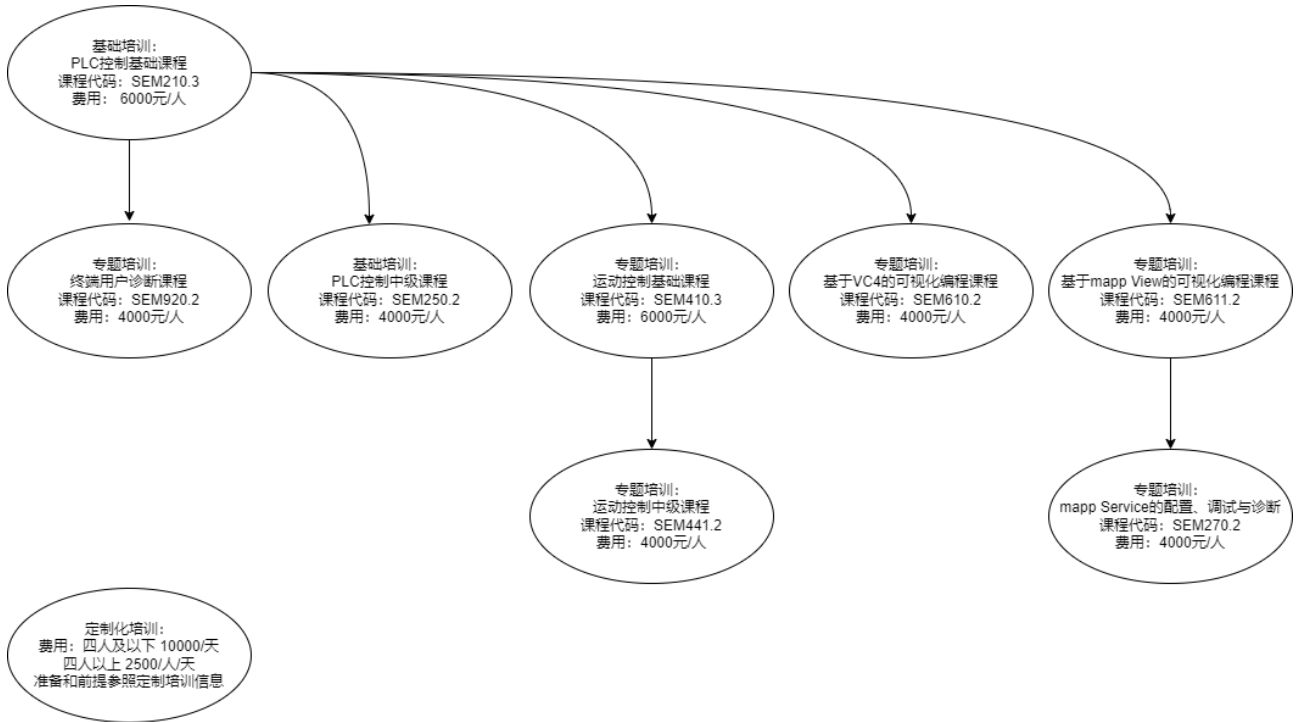 基础培训：
PLC控制基础课程
课程代码：SEM210.3
费用： 6000元/人
专题培训：
终端用户诊断课程
课程代码：SEM920.2
费用：4000元/人
基础培训：
PLC控制中级课程
课程代码：SEM250.2
费用：4000元/人
专题培训：
运动控制基础课程
课程代码：SEM410.3
费用：6000元/人
专题培训：
基于VC4的可视化编程课程
课程代码：SEM610.2
费用：4000元/人
专题培训：
基于mapp View的可视化编程课程
课程代码：SEM611.2
费用：4000元/人
专题培训：
运动控制中级课程
课程代码：SEM441.2
费用：4000元/人
专题培训：
mapp Service的配置、调试与诊断
课程代码：SEM270.2
费用：4000元/人
定制化培训：
费用：四人及以下 10000/天
四人以上 2500/人/天
准备和前提参照定制培训信息